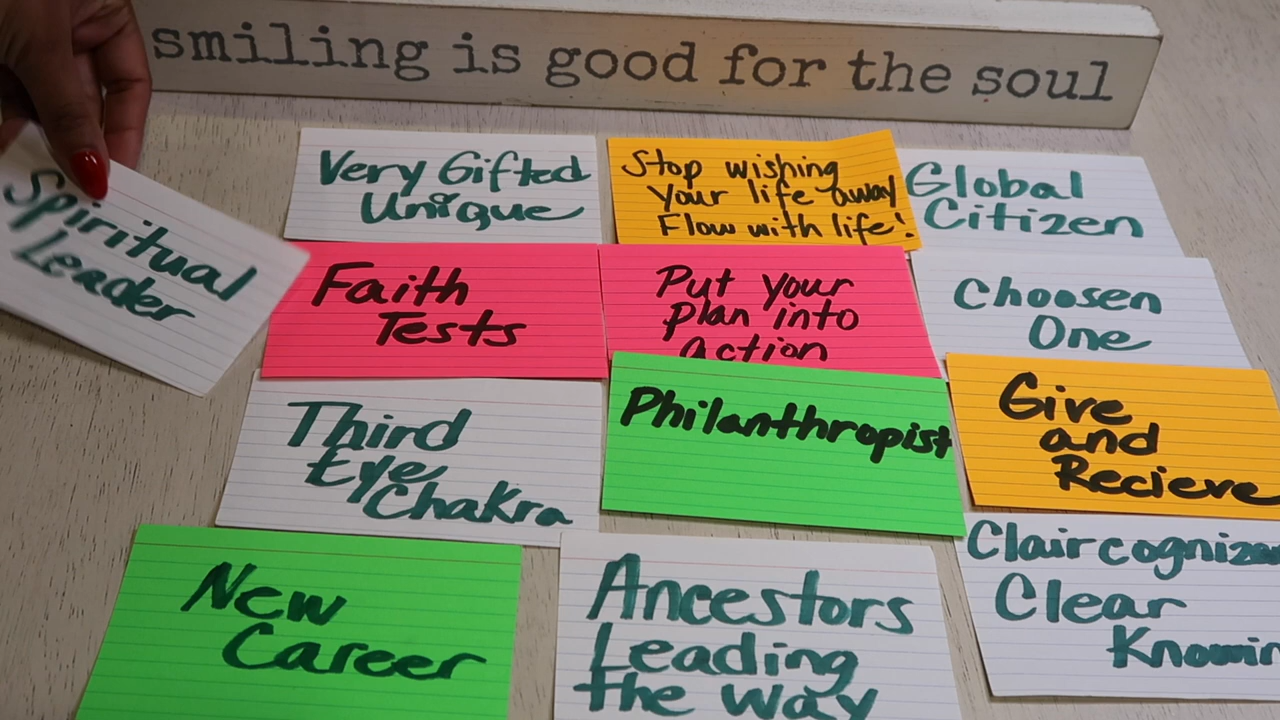 smiling is good for the soul
Spiritual
Leader
Very Gifted
Unique
Stop wishing
your life away
Flow with life!
Global
Citizen
Faith
Tests
Put your
plan into
action
Choosen
One
Third
Eye
Chakra
Philanthropist
Give
and
Recieve
New
Career
Ancestors
Leading
the way
Clear